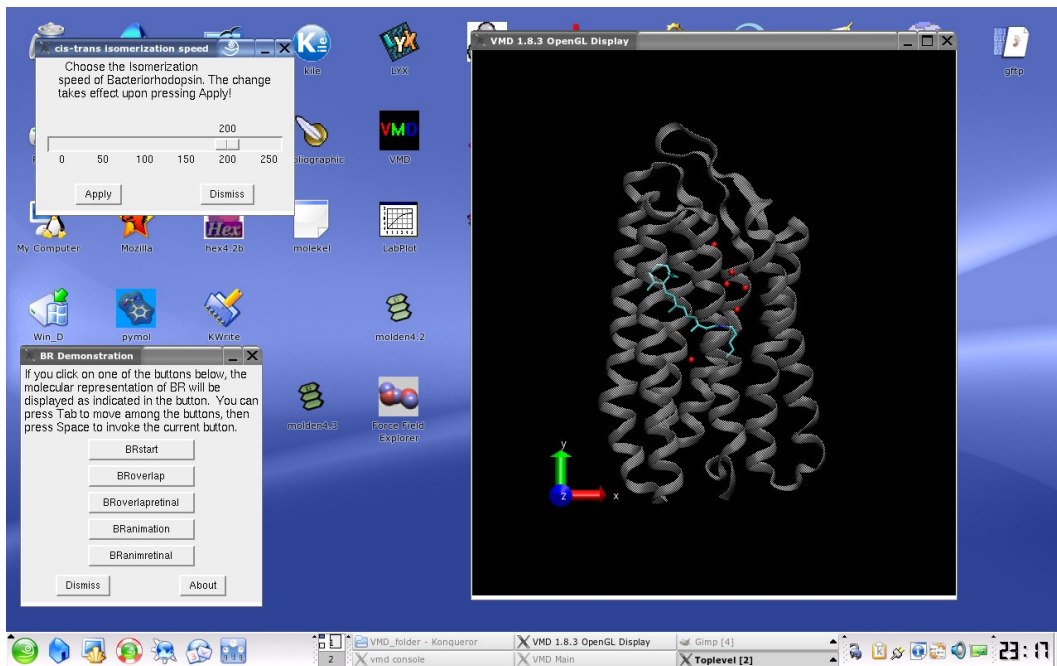 cis-trans isomerization speed
Choose the Isomerization
speed of Bacteriorhodopsin. The change
takes effect upon pressing Apply!
200
0 50 100 150 200 250
Apply Dismiss
kile
LYX
VMD 1.8.3 OpenGL Display
gftp
VMD
VMD
My Computer
Mozilla
Hex
hex4.2b
molekel
LabPlot
Win_D
pymol
KWrite
molden4.2
BR Demonstration
If you click on one of the buttons below, the
molecular representation of BR will be
displayed as indicated in the button. You can
press Tab to move among the buttons, then
press Space to invoke the current button.
BRstart
BRoverlap
BRoverlapretinal
BRanimation
BRanimretinal
Dismiss About
molden4.3
Force Field
Explorer
y
z
x
1
2
VMD_folder - Konqueror
VMD 1.8.3 OpenGL Display
Gimp [4]
vmd console
VMD Main
Toplevel [2]
23:17